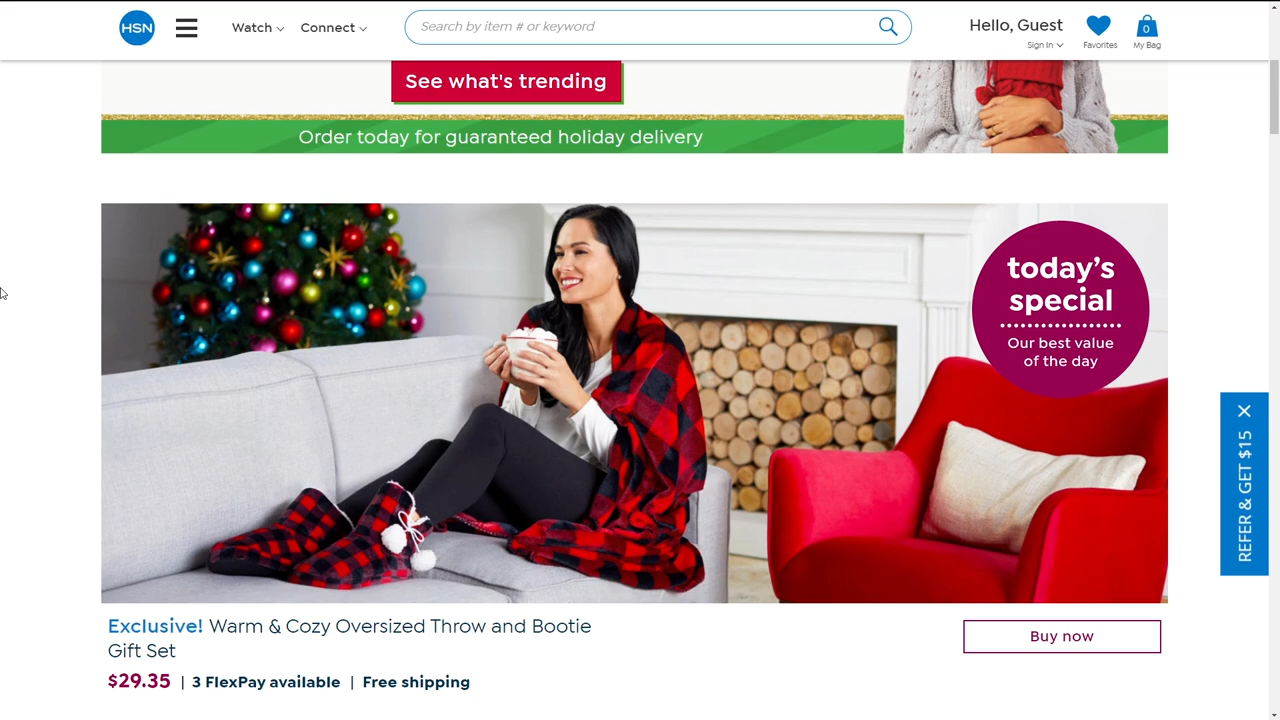 HSN
Watch
Connect
Search by item # or keyword
Hello, Guest
Sign In
Favorites
0
My Bag
See what's trending
Order today for guaranteed holiday delivery
today's
special
Our best value
of the day
REFER & GET $15
Exclusive! Warm & Cozy Oversized Throw and Bootie
Gift Set
$29.35 | 3 FlexPay available | Free shipping
Buy now